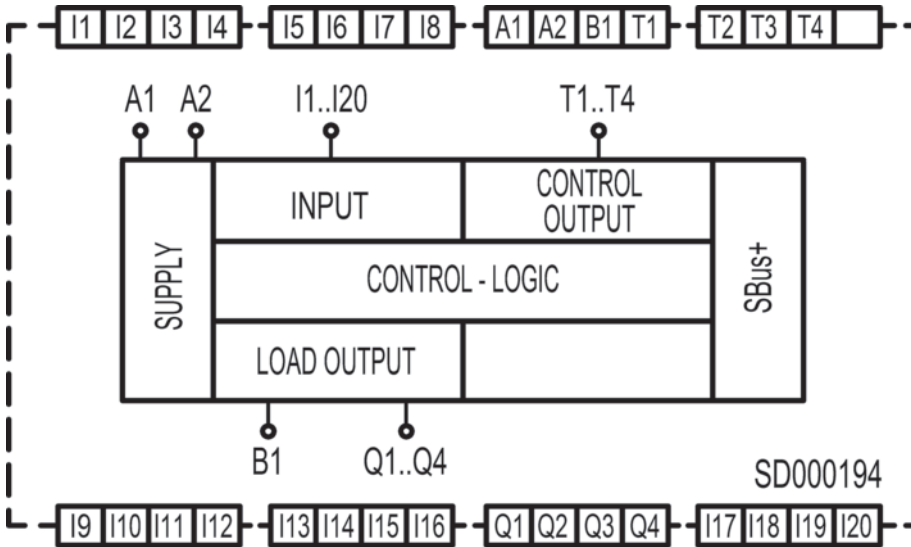 I1 I2 I3 I4 I5 I6 I7 I8 A1 A2 B1 T1 T2 T3 T4
A1 A2 I1..I20 T1..T4
SUPPLY
INPUT
CONTROL
OUTPUT
CONTROL - LOGIC
LOAD OUTPUT
SBus+
B1 Q1..Q4
SD000194
I9 I10 I11 I12 I13 I14 I15 I16 Q1 Q2 Q3 Q4 I17 I18 I19 I20